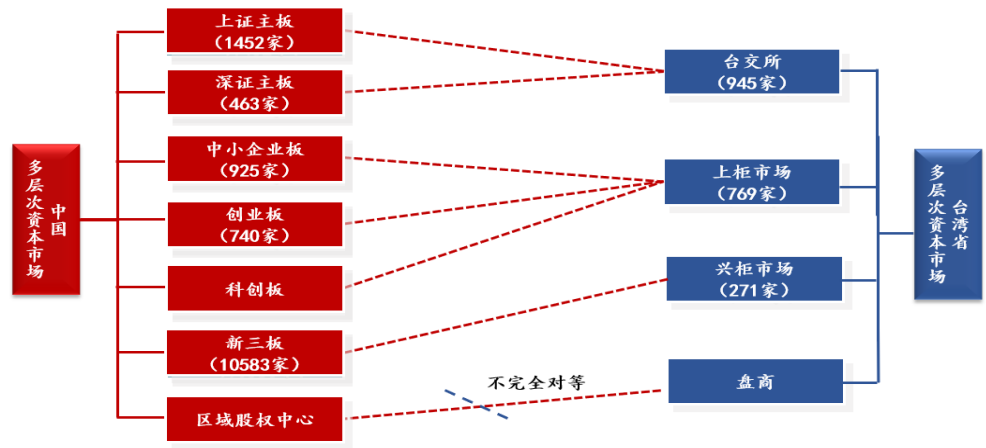 中国
多层次资本市场
上证主板
(1452家)
深证主板
(463家)
中小企业板
(925家)
创业板
(740家)
科创板
新三板
(10583家)
区域股权中心
不完全对等
台交所
(945家)
上柜市场
(769家)
兴柜市场
(271家)
盘商
台湾省
多层次资本市场